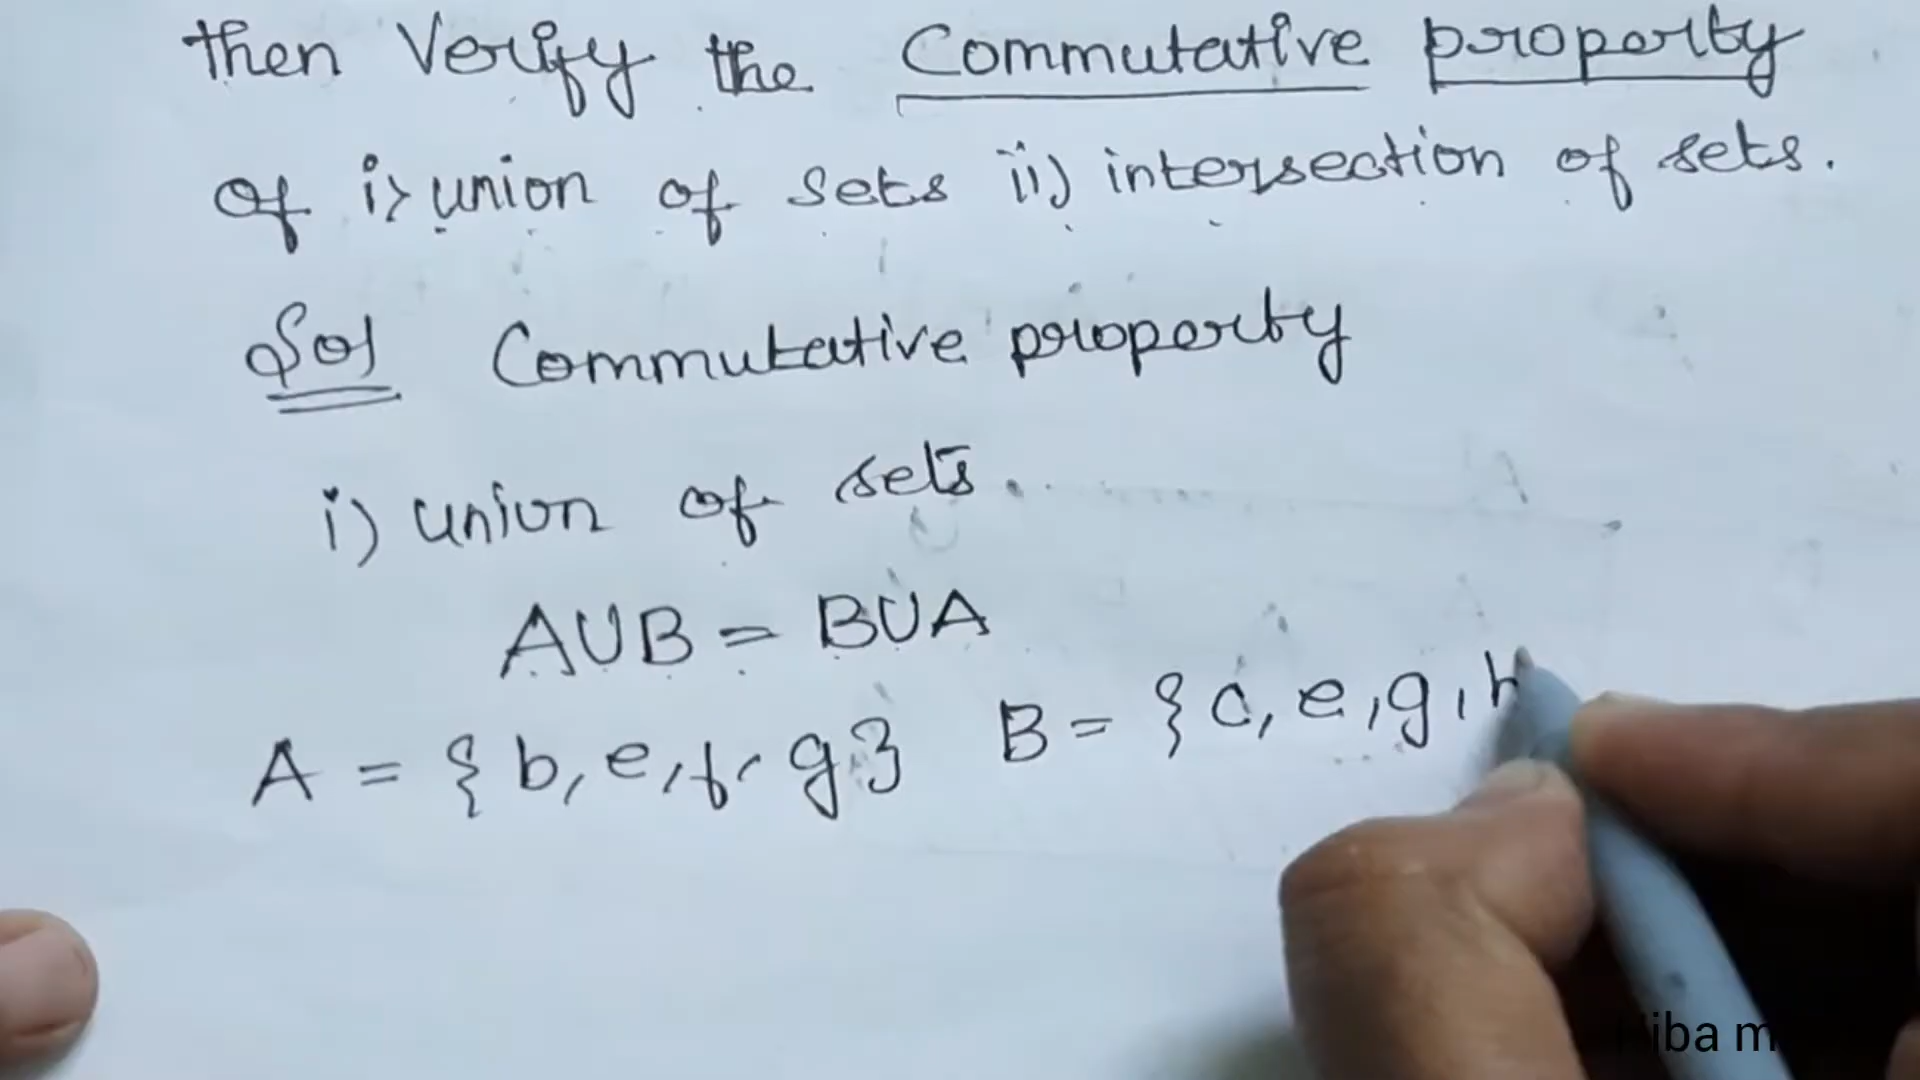 then Verify the Commutative property
of i) union of sets ii) intersection of sets.
Sol Commutative property
i) union of sets.
AUB = BUA
A = { b, e, f, g } B = { c, e, g, h
iba m